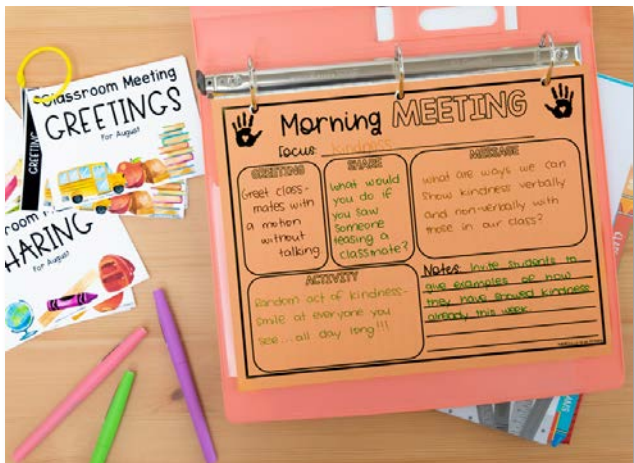 Classroom Meeting
GREETINGS
For August
GREETING
HARING
For August
Morning MEETING
Focus: kindness
GREETING
Greet class-
mates with
a motion
without
talking
SHARE
what would
you do if
you saw
someone
teasing a
classmate?
MESSAGE
what are ways we can
show kindness verbally
and non-verbally with
those in our class?
ACTIVITY
Random act of kindness-
smile at everyone you
see...all day long!!!
Notes: Invite students to
give examples of how
they have showed kindness
already this week.